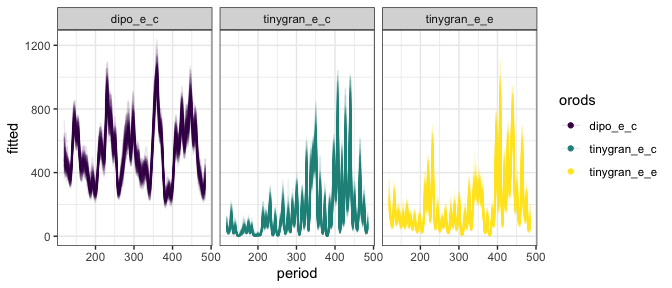 dipo_e_c tinygran_e_c tinygran_e_e
fitted
1200
800
400
0
200 300 400 500 200 300 400 500 200 300 400 500
period
orods
dipo_e_c
tinygran_e_c
tinygran_e_e